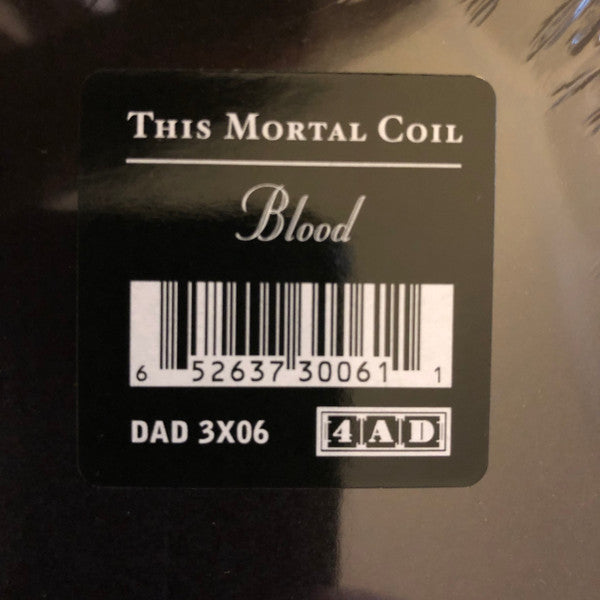 THIS MORTAL COIL
Blood
6 52637 30061 1
DAD 3X06
4AD